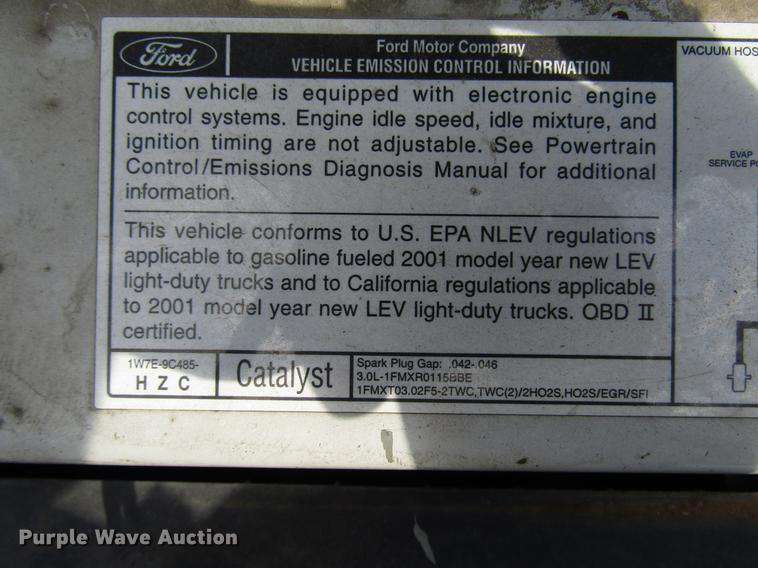 Ford
Ford Motor Company
VEHICLE EMISSION CONTROL INFORMATION
VACUUM HOS
This vehicle is equipped with electronic engine
control systems. Engine idle speed, idle mixture, and
ignition timing are not adjustable. See Powertrain
Control/Emissions Diagnosis Manual for additional
information.
EVAP
SERVICE PO
This vehicle conforms to U.S. EPA NLEV regulations
applicable to gasoline fueled 2001 model year new LEV
light-duty trucks and to California regulations applicable
to 2001 model year new LEV light-duty trucks. OBD II
certified.
1W7E-9C485-
HZC
Catalyst
Spark Plug Gap: .042-.046
3.0L-1FMXR0115BBE
1FMXT03.02F5-2TWC,TWC(2)/2HO2S,HO2S/EGR/SFI
Purple Wave Auction